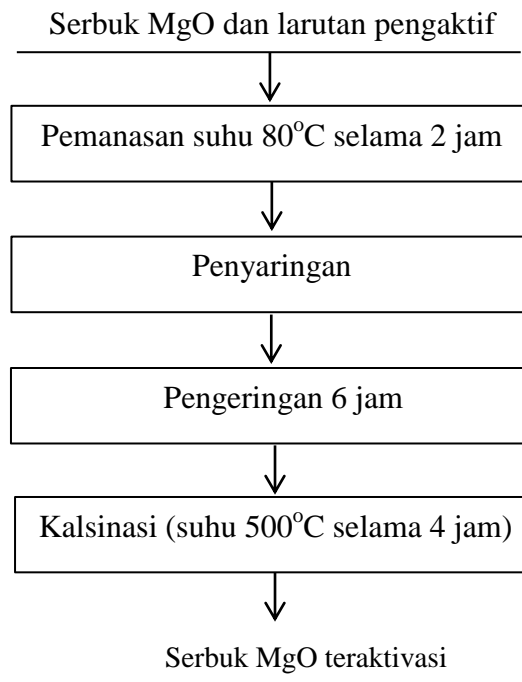 Serbuk MgO dan larutan pengaktif
Pemanasan suhu 80°C selama 2 jam
Penyaringan
Pengeringan 6 jam
Kalsinasi (suhu 500°C selama 4 jam)
Serbuk MgO teraktivasi